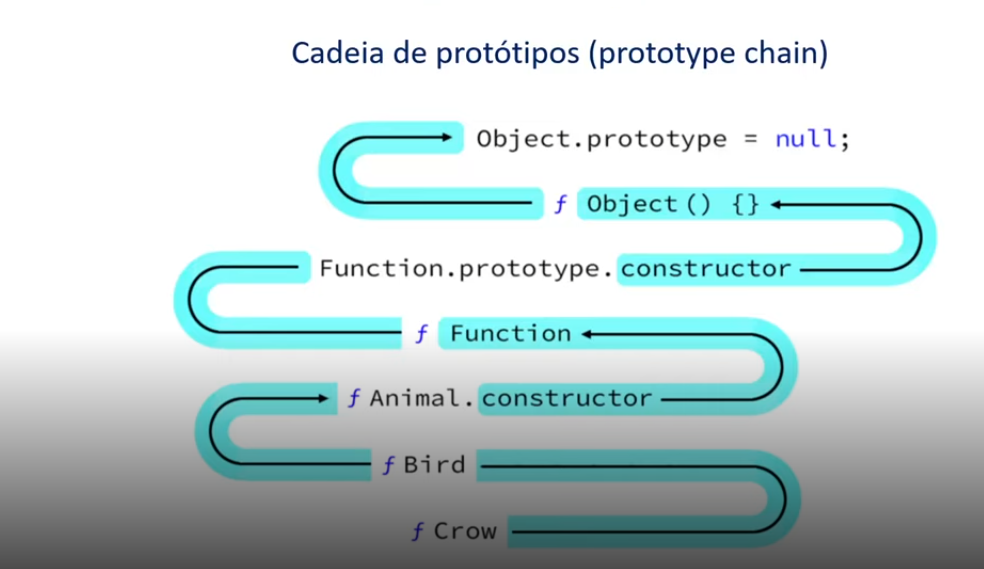 Cadeia de protótipos (prototype chain)
Object.prototype = null;
f Object() {}
Function.prototype.constructor
f Function
f Animal.constructor
f Bird
f Crow